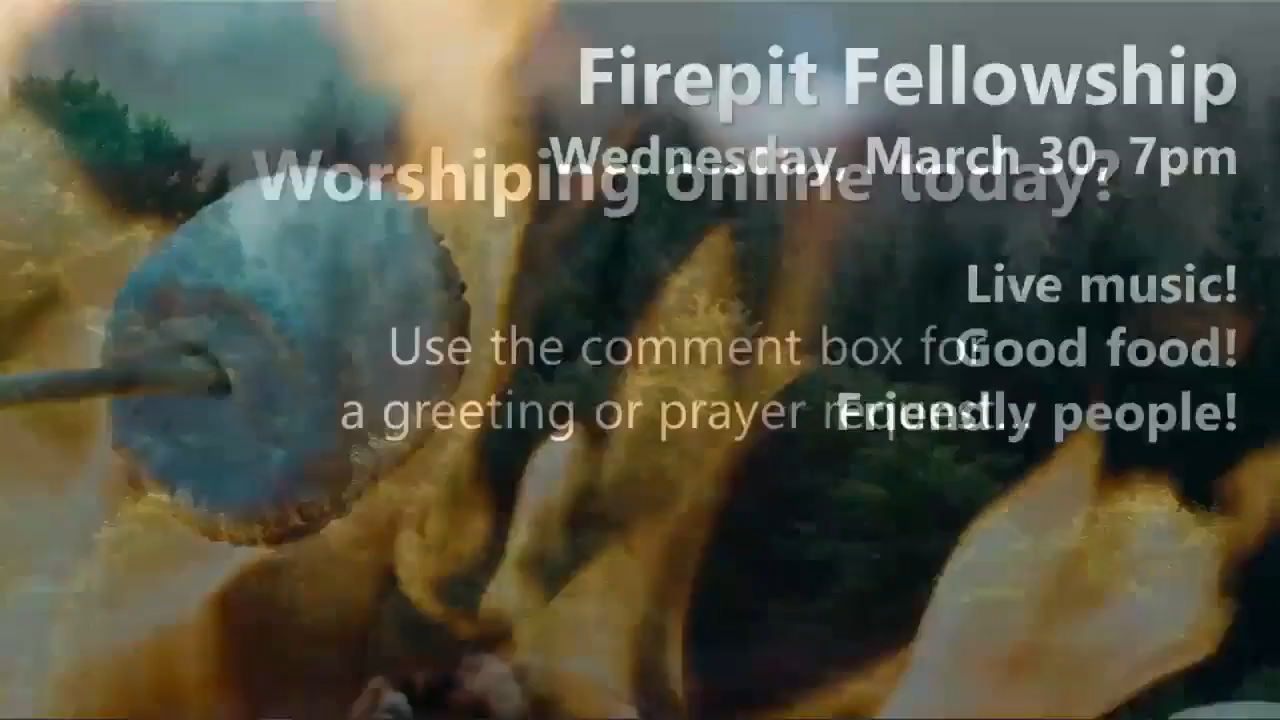 Firepit Fellowship
Wednesday, March 30, 7pm
Worshiping online today?
Live music!
Use the comment box for
Good food!
a greeting or prayer request...
Friendly people!